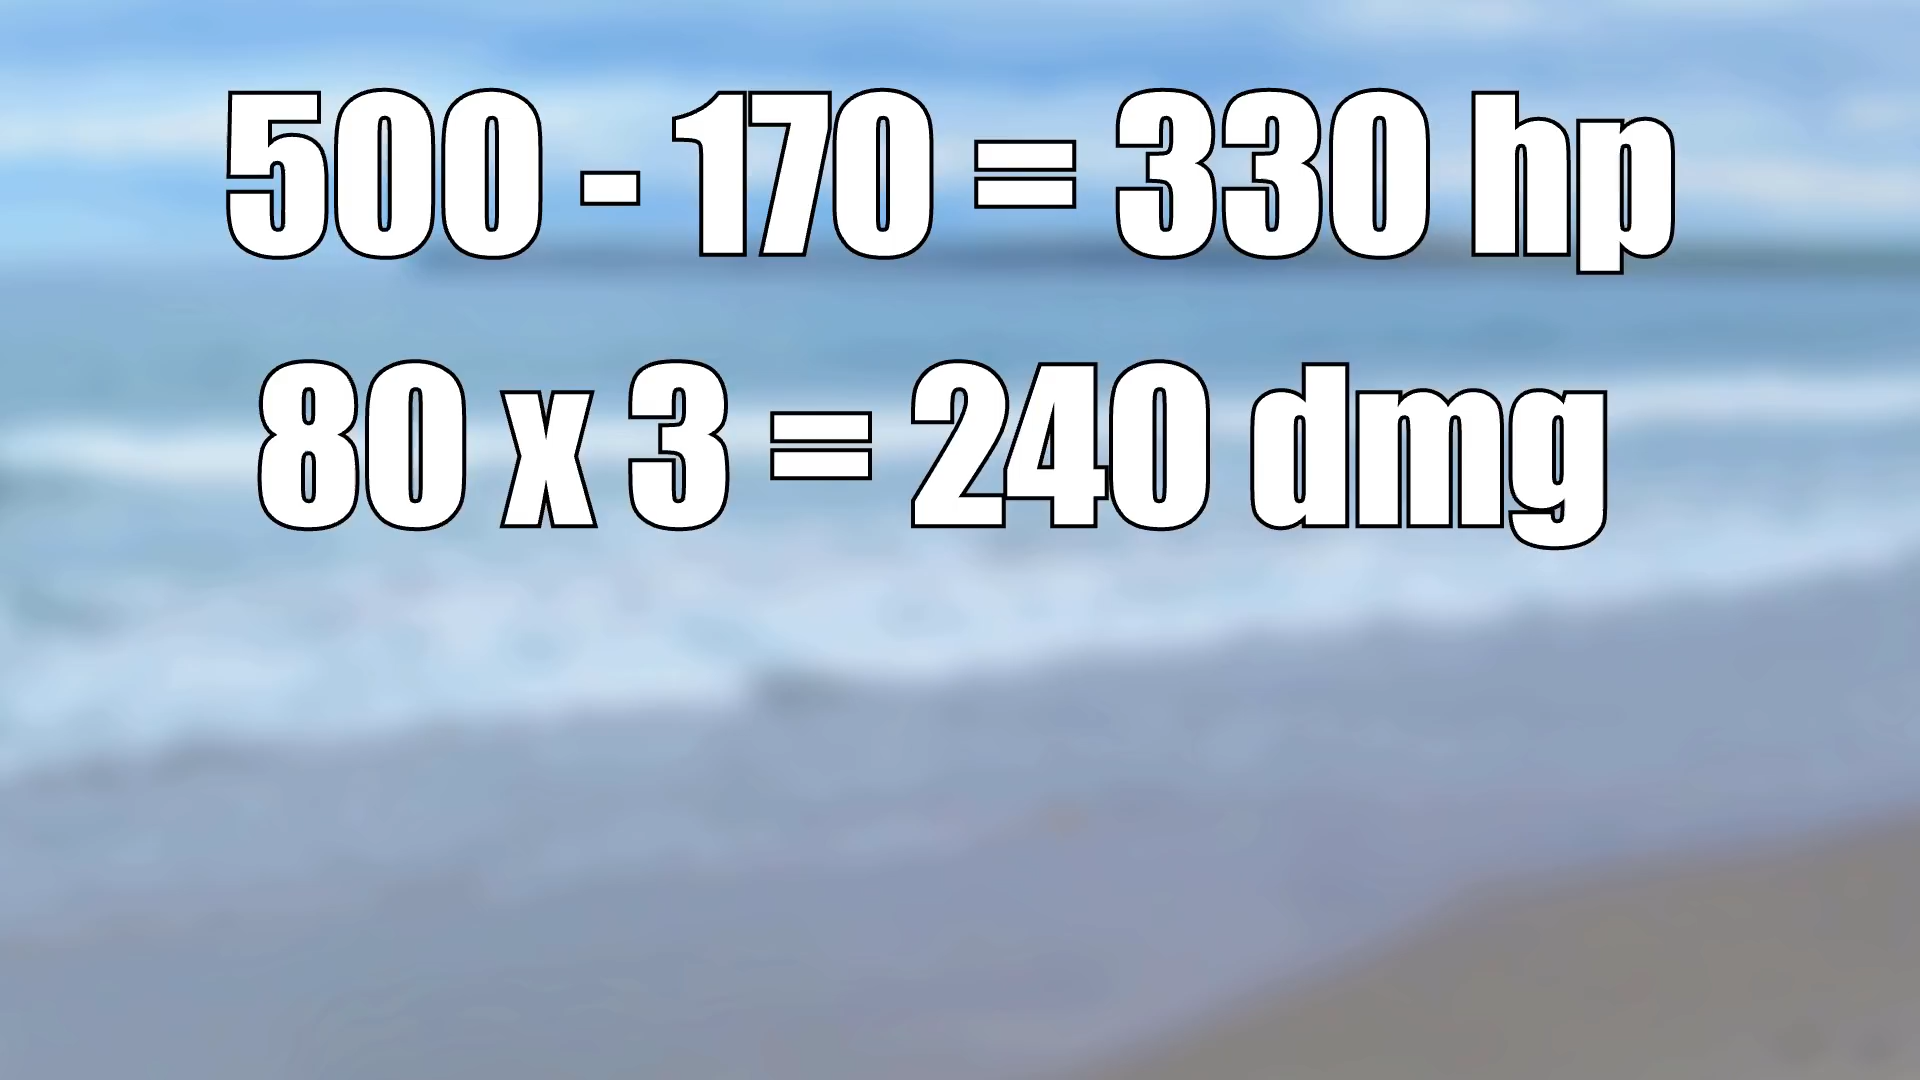 500 - 170 = 330 hp
80 x 3 = 240 dmg